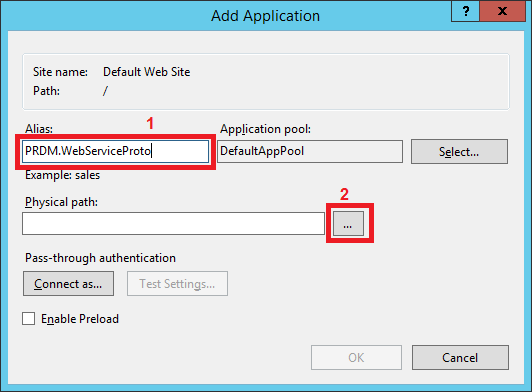 Add Application
?
Site name: Default Web Site
Path: /
1
Alias: Application pool:
PRDM.WebServiceProto DefaultAppPool Select...
Example: sales
2
Physical path:
...
Pass-through authentication
Connect as... Test Settings...
Enable Preload
OK Cancel